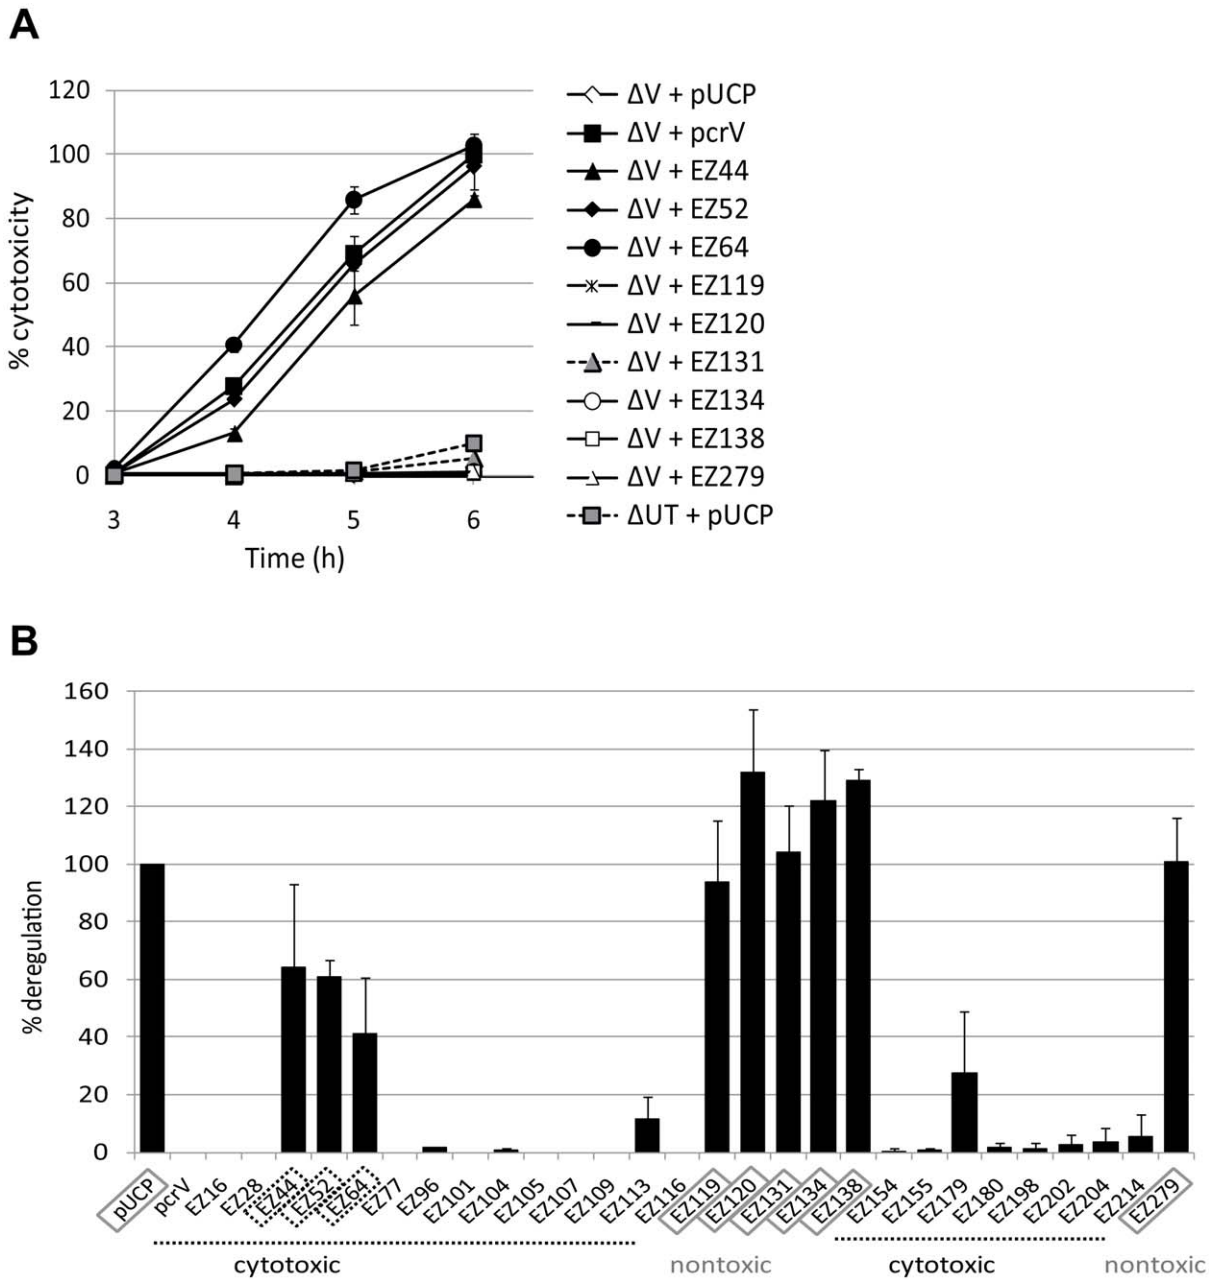 A
120
100
80
60
40
20
0
% cytotoxicity
3 4 5 6
Time (h)
ΔV + pUCP
ΔV + pcrV
ΔV + EZ44
ΔV + EZ52
ΔV + EZ64
ΔV + EZ119
ΔV + EZ120
ΔV + EZ131
ΔV + EZ134
ΔV + EZ138
ΔV + EZ279
ΔUT + pUCP
B
160
140
120
100
80
60
40
20
0
% deregulation
pUCP pcrV EZ16 EZ28 EZ44 EZ52 EZ64 EZ77 EZ96 EZ101 EZ104 EZ105 EZ107 EZ109 EZ113 EZ116 EZ119 EZ120 EZ131 EZ134 EZ138 EZ154 EZ155 EZ179 EZ180 EZ198 EZ202 EZ204 EZ214 EZ279
cytotoxic nontoxic cytotoxic nontoxic